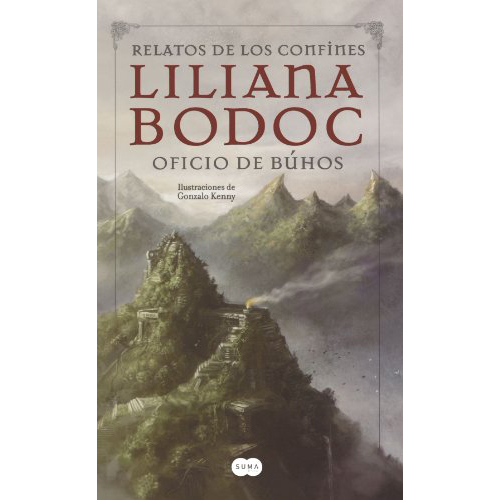 RELATOS DE LOS CONFINES
LILIANA
BODOC
OFICIO DE BÚHOS
Ilustraciones de
Gonzalo Kenny
SUMA